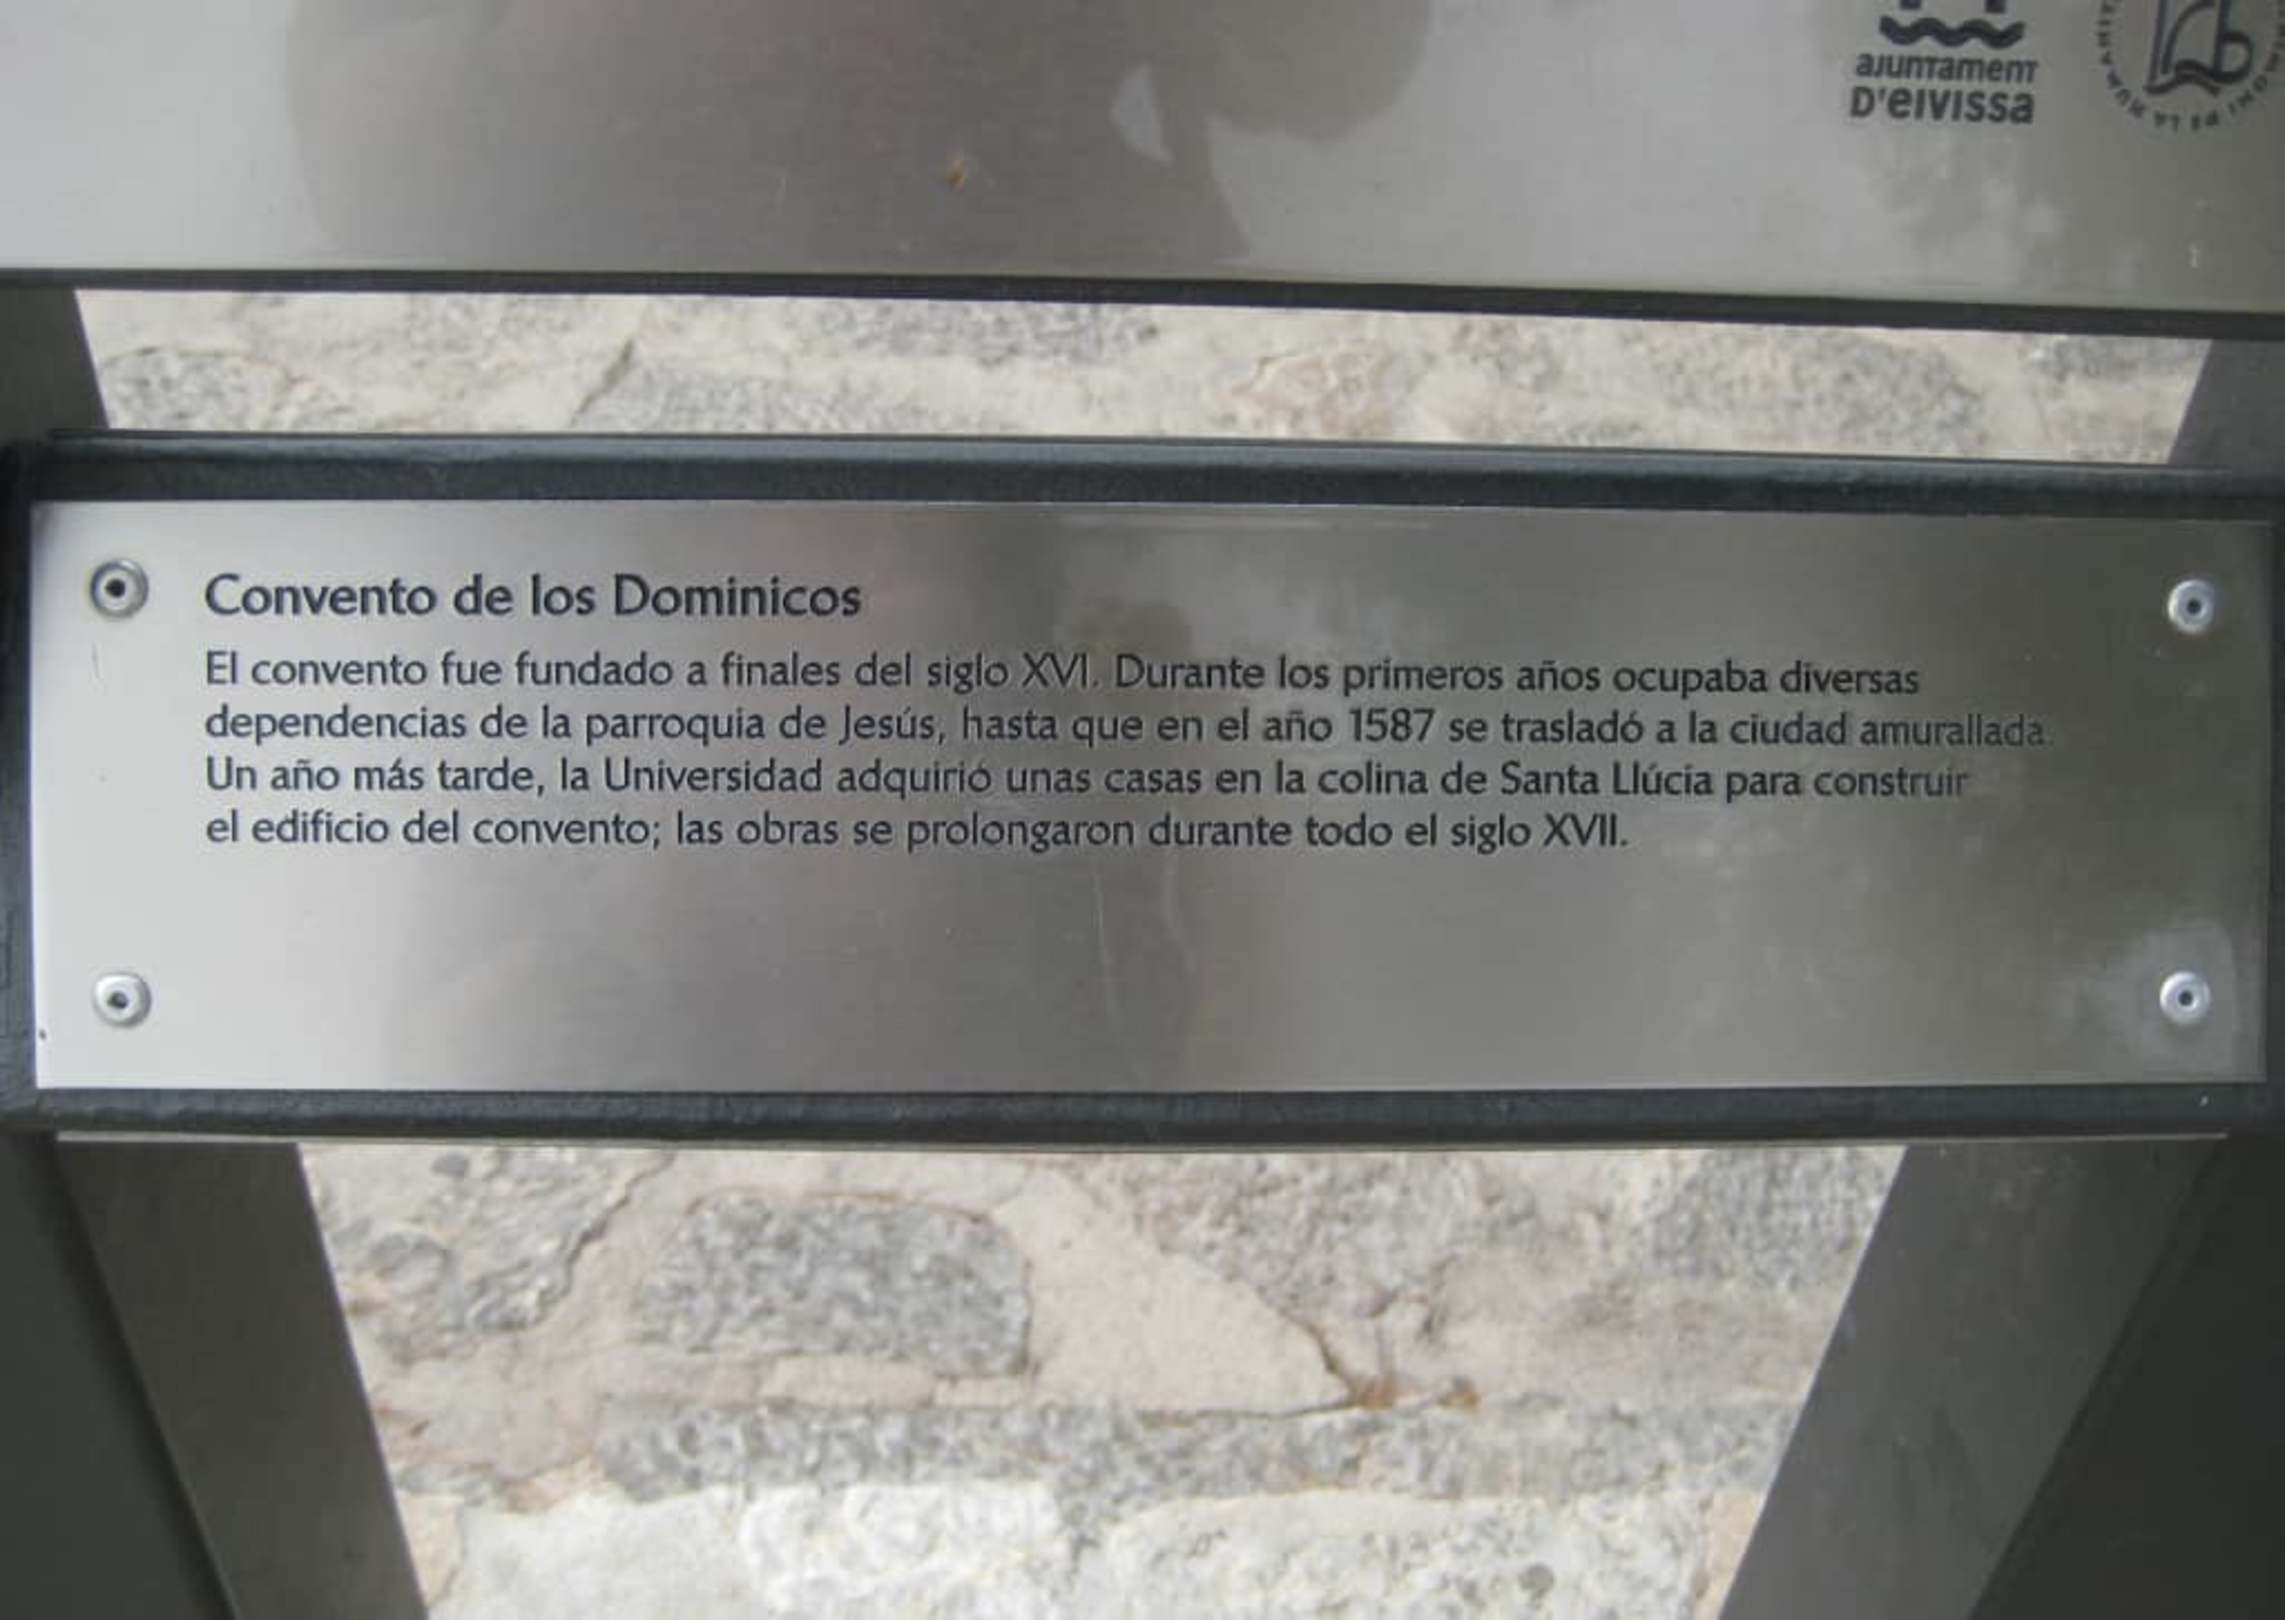 ajuntament
D'eivissa
Convento de los Dominicos
El convento fue fundado a finales del siglo XVI. Durante los primeros años ocupaba diversas
dependencias de la parroquia de Jesús, hasta que en el año 1587 se trasladó a la ciudad amurallada.
Un año más tarde, la Universidad adquirió unas casas en la colina de Santa Llúcia para construir
el edificio del convento; las obras se prolongaron durante todo el siglo XVII.